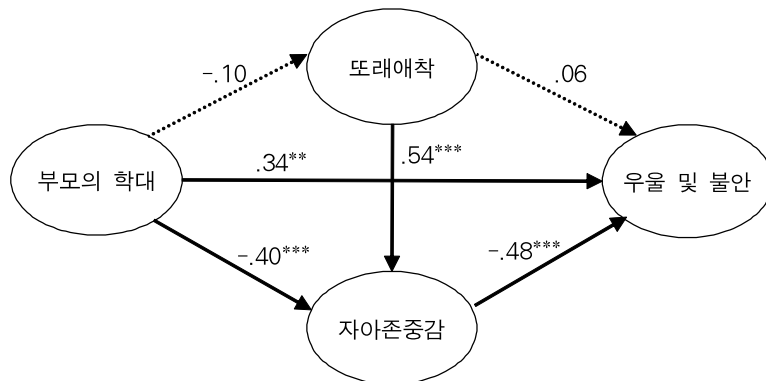 또래애착
-.10
.06
.34**
.54***
부모의 학대
우울 및 불안
-.40***
-.48***
자아존중감